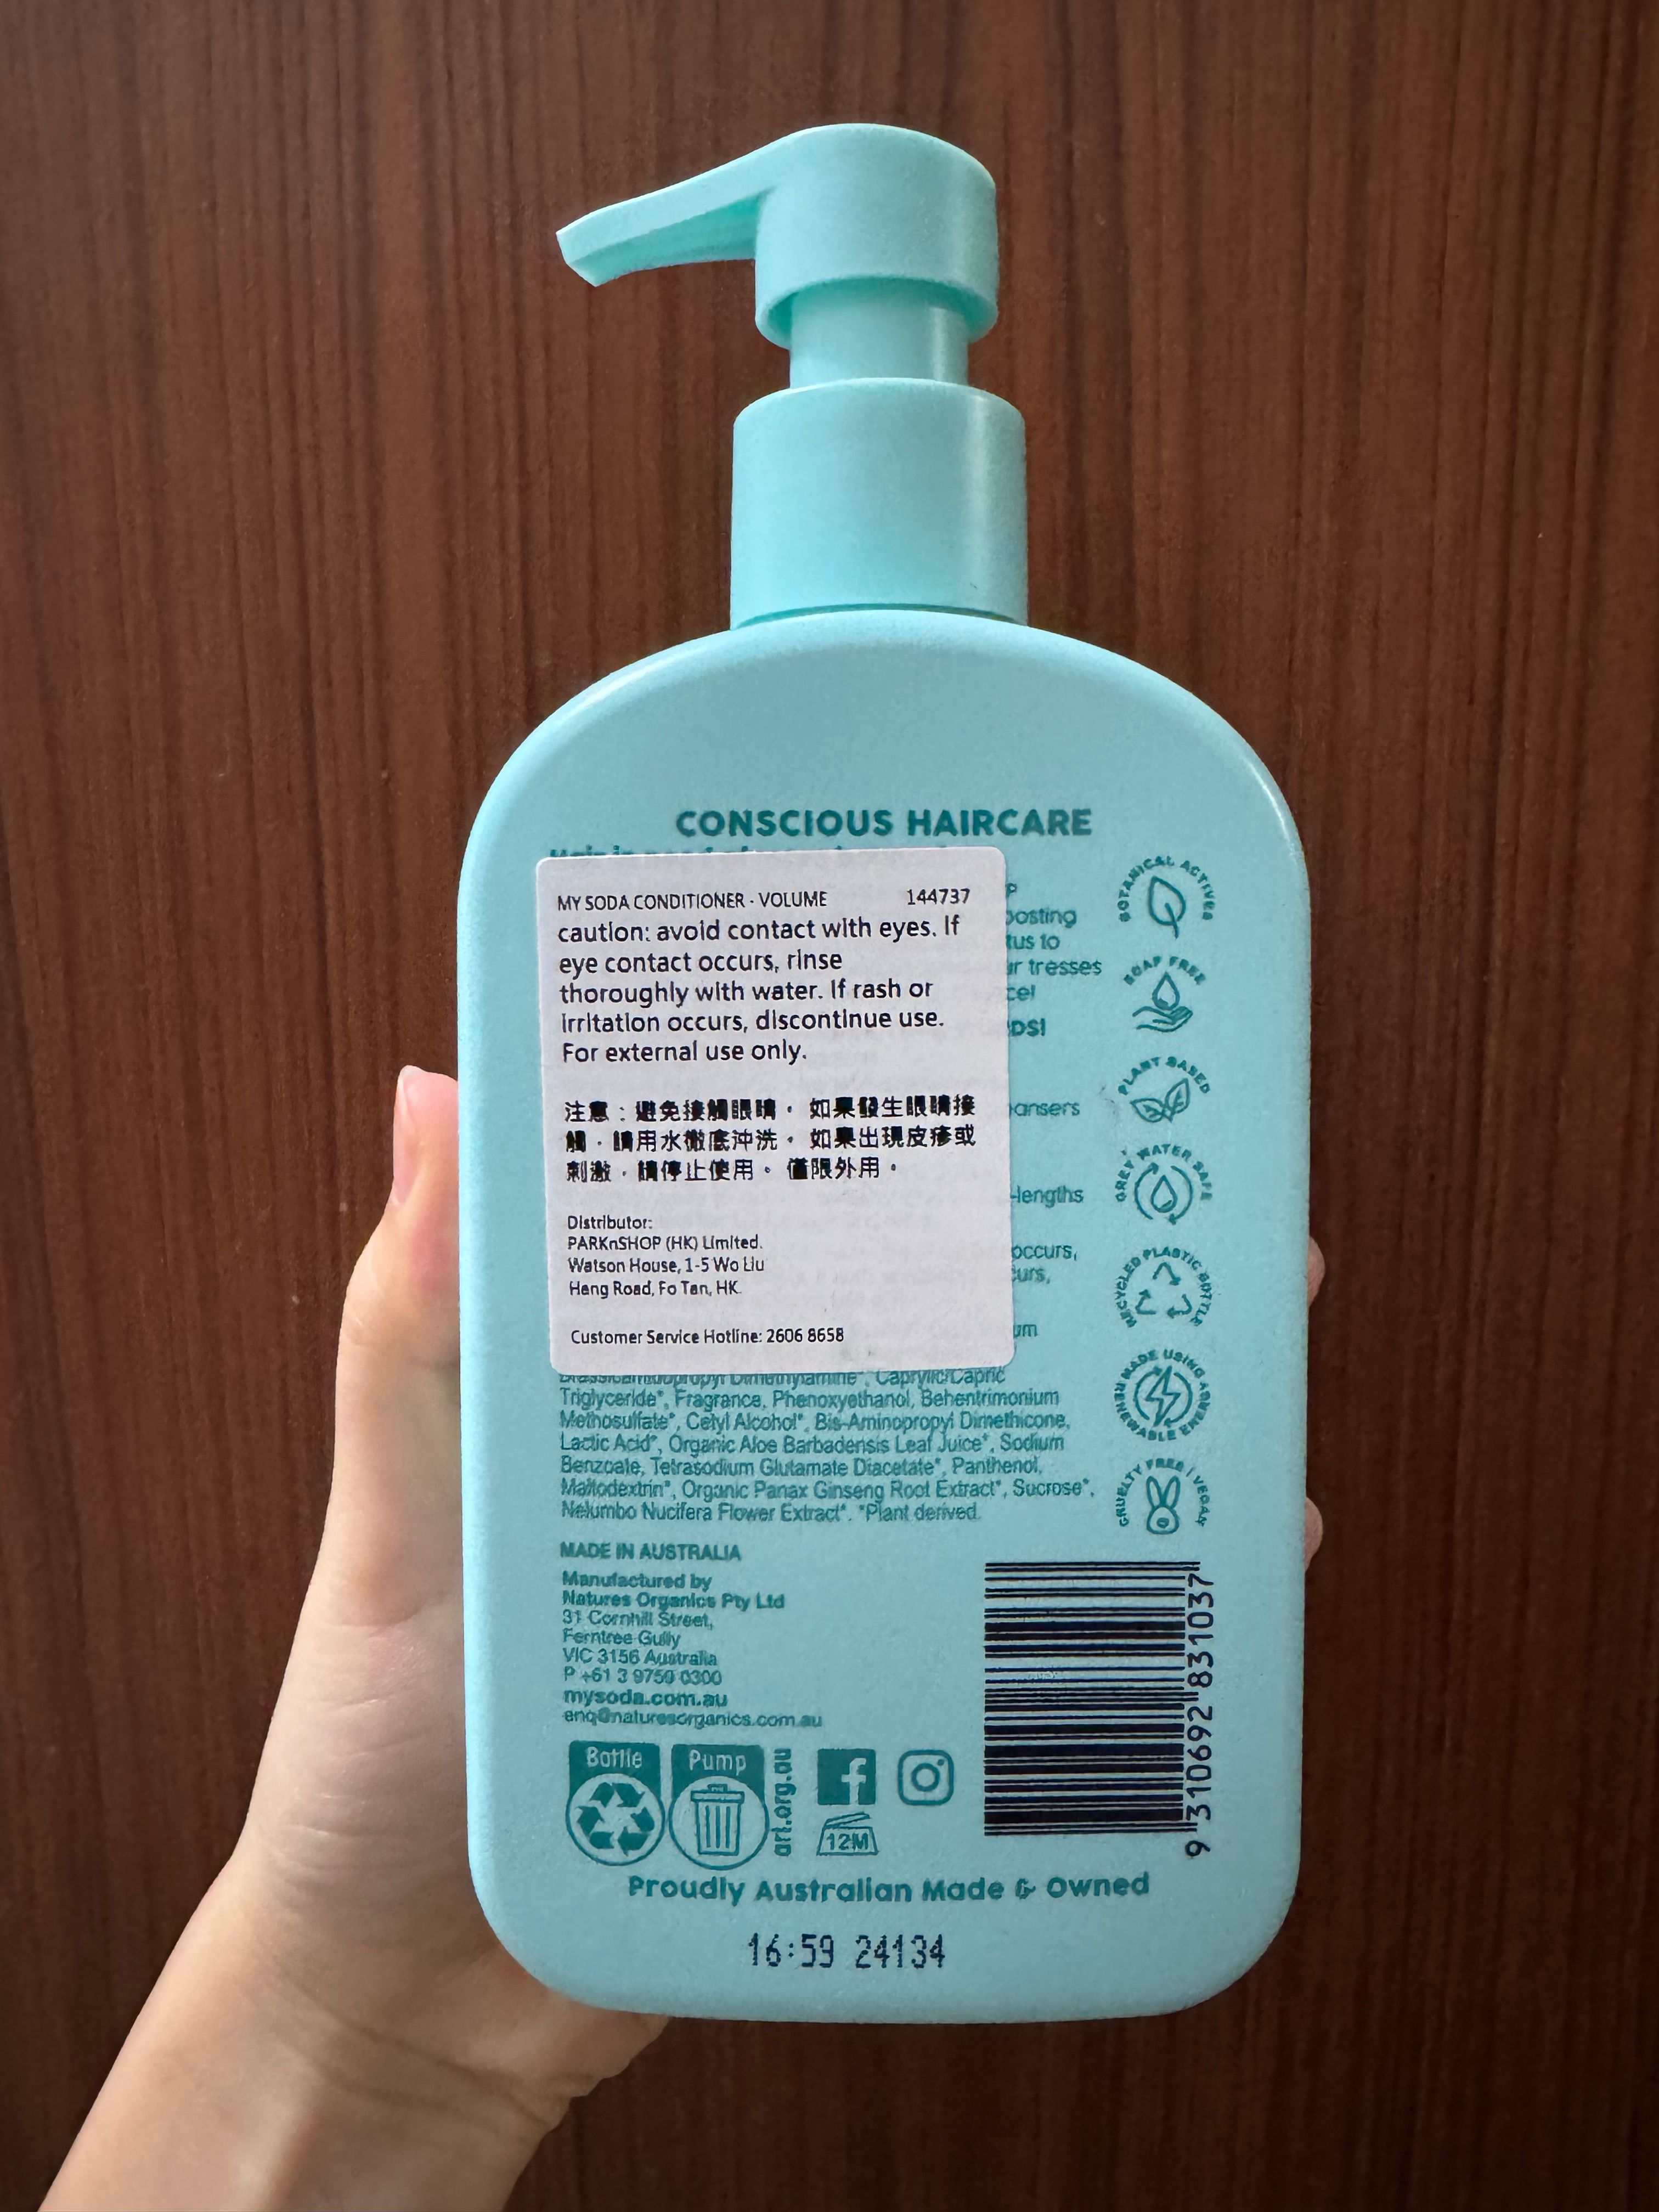 CONSCIOUS HAIRCARE
MY SODA CONDITIONER - VOLUME 144737
caution: avoid contact with eyes. If
eye contact occurs, rinse
thoroughly with water. If rash or
irritation occurs, discontinue use.
For external use only.
注意：避免接觸眼睛。 如果發生眼睛接
觸，請用水徹底沖洗。 如果出現皮疹或
刺激，請停止使用。 僅限外用。
Distributor:
PARKnSHOP (HK) Limited.
Watson House, 1-5 Wo Liu
Hang Road, Fo Tan, HK.
Customer Service Hotline: 2606 8658
tresses
DS!
-lengths
occurs,
Dimethylamine*, Caprylic/Capric
Triglyceride*, Fragrance, Phenoxyethanol, Behentrimonium
Methosulfate*, Cetyl Alcohol*, Bis-Aminopropyl Dimethicone,
Lactic Acid*, Organic Aloe Barbadensis Leaf Juice*, Sodium
Benzoate, Tetrasodium Glutamate Diacetate*, Panthenol,
Maltodextrin*, Organic Panax Ginseng Root Extract*, Sucrose*,
Nelumbo Nucifera Flower Extract*. *Plant derived.
BOTANICAL ACTIVES
SOAP FREE
PLANT BASED
GREY WATER SAFE
RECYCLED PLASTIC BOTTLE
MADE USING RENEWABLE ENERGY
CRUELTY FREE | VEGAN
MADE IN AUSTRALIA
Manufactured by
Natures Organics Pty Ltd
31 Cornhill Street,
Ferntree Gully
VIC 3156 Australia
P +61 3 9759 0300
mysoda.com.au
enq@naturesorganics.com.au
9 310692 831037
Bottle Pump
arl.org.au
12M
Proudly Australian Made & Owned
16:59 24134